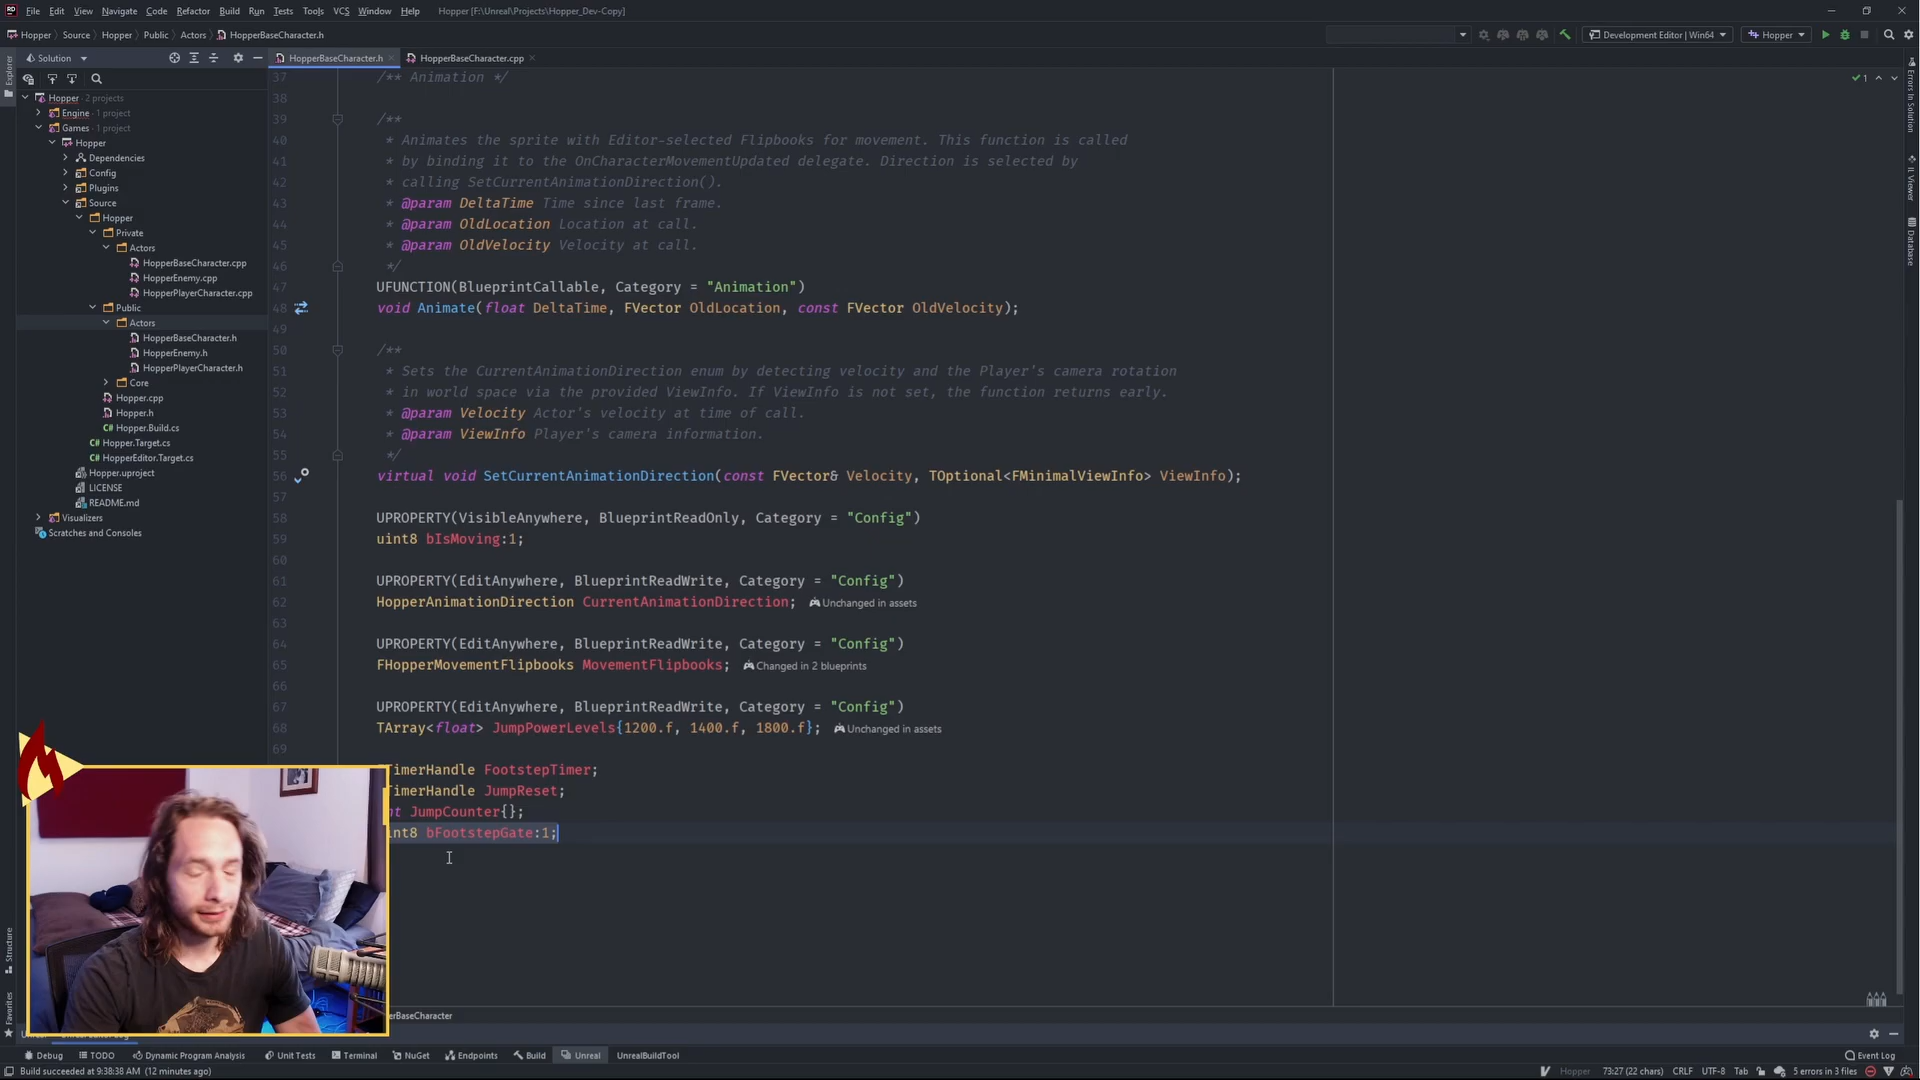 File Edit View Navigate Code Refactor Build Run Tests Tools VCS Window Help Hopper [F:\Unreal\Projects\Hopper_Dev-Copy]
Hopper Source Hopper Public Actors HopperBaseCharacter.h
Development Editor | Win64 Hopper
Explorer
Solution
HopperBaseCharacter.h HopperBaseCharacter.cpp
Hopper · 2 projects
Engine · 1 project
Games · 1 project
Hopper
Dependencies
Config
Plugins
Source
Hopper
Private
Actors
HopperBaseCharacter.cpp
HopperEnemy.cpp
HopperPlayerCharacter.cpp
Public
Actors
HopperBaseCharacter.h
HopperEnemy.h
HopperPlayerCharacter.h
Core
Hopper.cpp
Hopper.h
C# Hopper.Build.cs
C# Hopper.Target.cs
C# HopperEditor.Target.cs
Hopper.uproject
LICENSE
README.md
Visualizers
Scratches and Consoles
37 /** Animation */
38
39 /**
40 * Animates the sprite with Editor-selected Flipbooks for movement. This function is called
41 * by binding it to the OnCharacterMovementUpdated delegate. Direction is selected by
42 * calling SetCurrentAnimationDirection().
43 * @param DeltaTime Time since last frame.
44 * @param OldLocation Location at call.
45 * @param OldVelocity Velocity at call.
46 */
47 UFUNCTION(BlueprintCallable, Category = "Animation")
48 void Animate(float DeltaTime, FVector OldLocation, const FVector OldVelocity);
49
50 /**
51 * Sets the CurrentAnimationDirection enum by detecting velocity and the Player's camera rotation
52 * in world space via the provided ViewInfo. If ViewInfo is not set, the function returns early.
53 * @param Velocity Actor's velocity at time of call.
54 * @param ViewInfo Player's camera information.
55 */
56 virtual void SetCurrentAnimationDirection(const FVector& Velocity, TOptional<FMinimalViewInfo> ViewInfo);
57
58 UPROPERTY(VisibleAnywhere, BlueprintReadOnly, Category = "Config")
59 uint8 bIsMoving:1;
60
61 UPROPERTY(EditAnywhere, BlueprintReadWrite, Category = "Config")
62 HopperAnimationDirection CurrentAnimationDirection; Unchanged in assets
63
64 UPROPERTY(EditAnywhere, BlueprintReadWrite, Category = "Config")
65 FHopperMovementFlipbooks MovementFlipbooks; Changed in 2 blueprints
66
67 UPROPERTY(EditAnywhere, BlueprintReadWrite, Category = "Config")
68 TArray<float> JumpPowerLevels{1200.f, 1400.f, 1800.f}; Unchanged in assets
69
TimerHandle FootstepTimer;
TimerHandle JumpReset;
nt JumpCounter{};
int8 bFootstepGate:1;
erBaseCharacter
1
Errors In Solution
IL Viewer
Database
Structure
Favorites
Debug TODO Dynamic Program Analysis Unit Tests Terminal NuGet Endpoints Build Unreal UnrealBuildTool Event Log
Build succeeded at 9:38:38 AM (12 minutes ago) Hopper 73:27 (22 chars) CRLF UTF-8 Tab 5 errors in 3 files